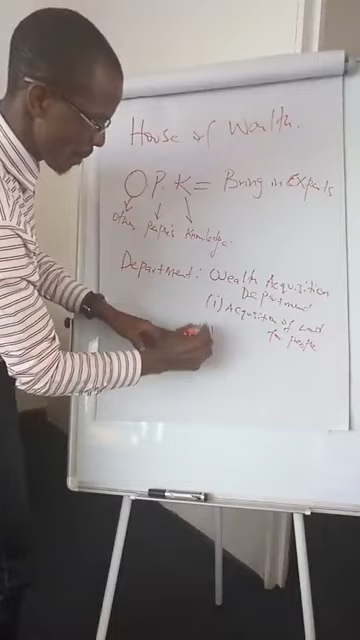 House of Wealth.
O.P.K = Bring in Experts
other people's knowledge.
Department: Wealth Acquisition
Department
(i) Acquisition of Land
for people